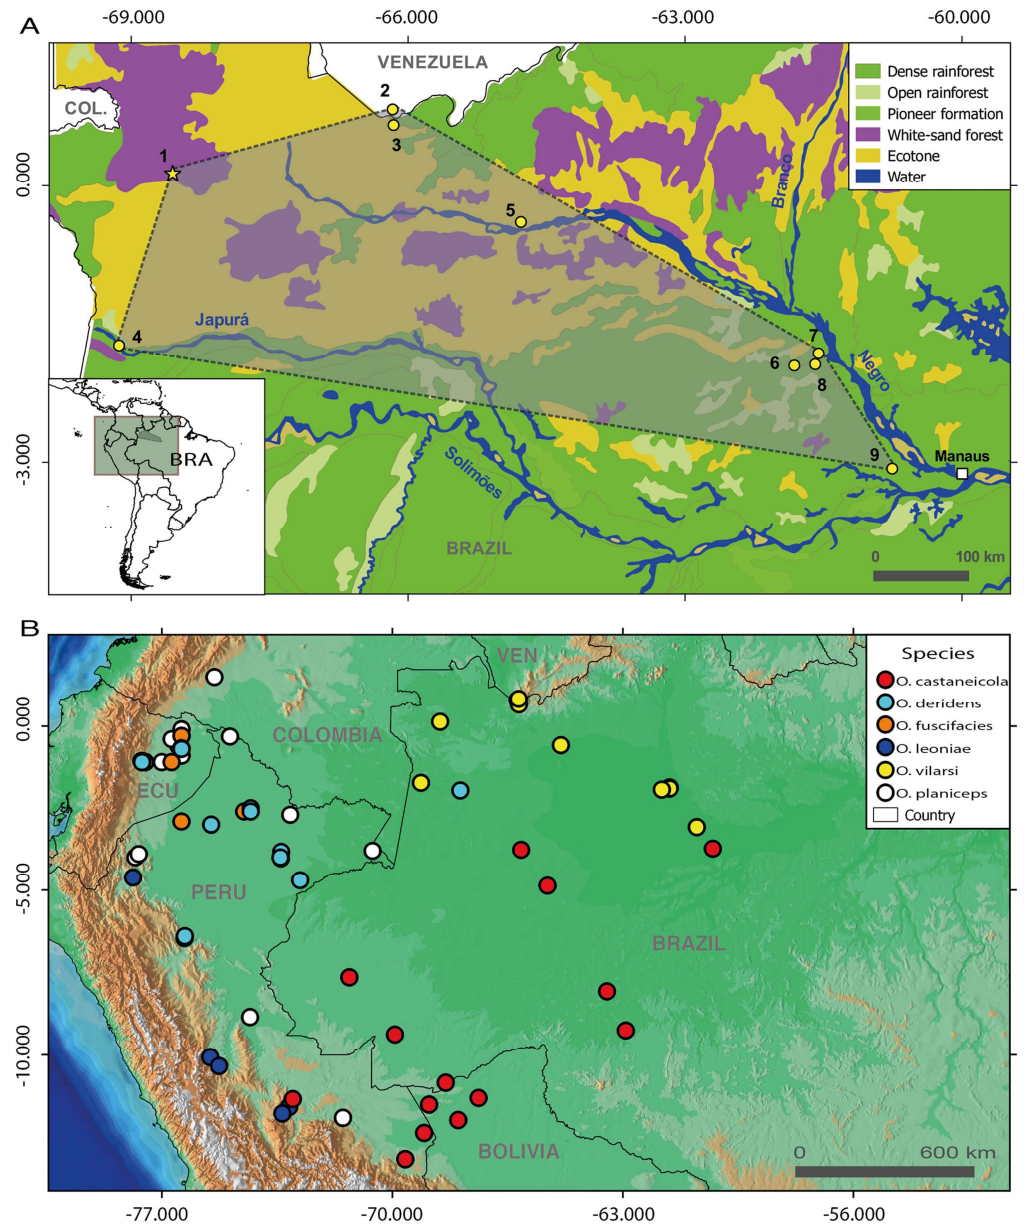 -69.000 -66.000 -63.000 -60.000
A
VENEZUELA
COL.
Dense rainforest
Open rainforest
Pioneer formation
White-sand forest
Ecotone
Water
0.000
-3.000
1
2
3
4
5
6
7
8
9
Branco
Japurá
Negro
Solimões
Manaus
BRA
BRAZIL
0 100 km
B
VEN
COLOMBIA
ECU
PERU
BRAZIL
BOLIVIA
Species
O. castaneicola
O. deridens
O. fuscifacies
O. leoniae
O. vilarsi
O. planiceps
Country
0.000
-5.000
-10.000
0 600 km
-77.000 -70.000 -63.000 -56.000